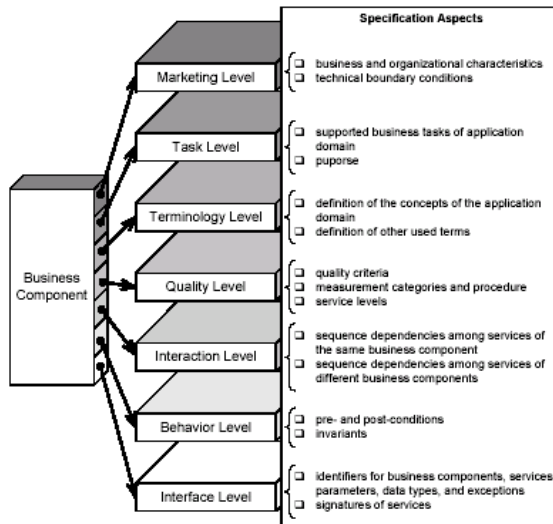 Specification Aspects
Marketing Level
business and organizational characteristics
technical boundary conditions
Task Level
supported business tasks of application
domain
puporse
Terminology Level
definition of the concepts of the application
domain
definition of other used terms
Business
Component
Quality Level
quality criteria
measurement categories and procedure
service levels
Interaction Level
sequence dependencies among services of
the same business component
sequence dependencies among services of
different business components
Behavior Level
pre- and post-conditions
invariants
Interface Level
identifiers for business components, services
parameters, data types, and exceptions
signatures of services